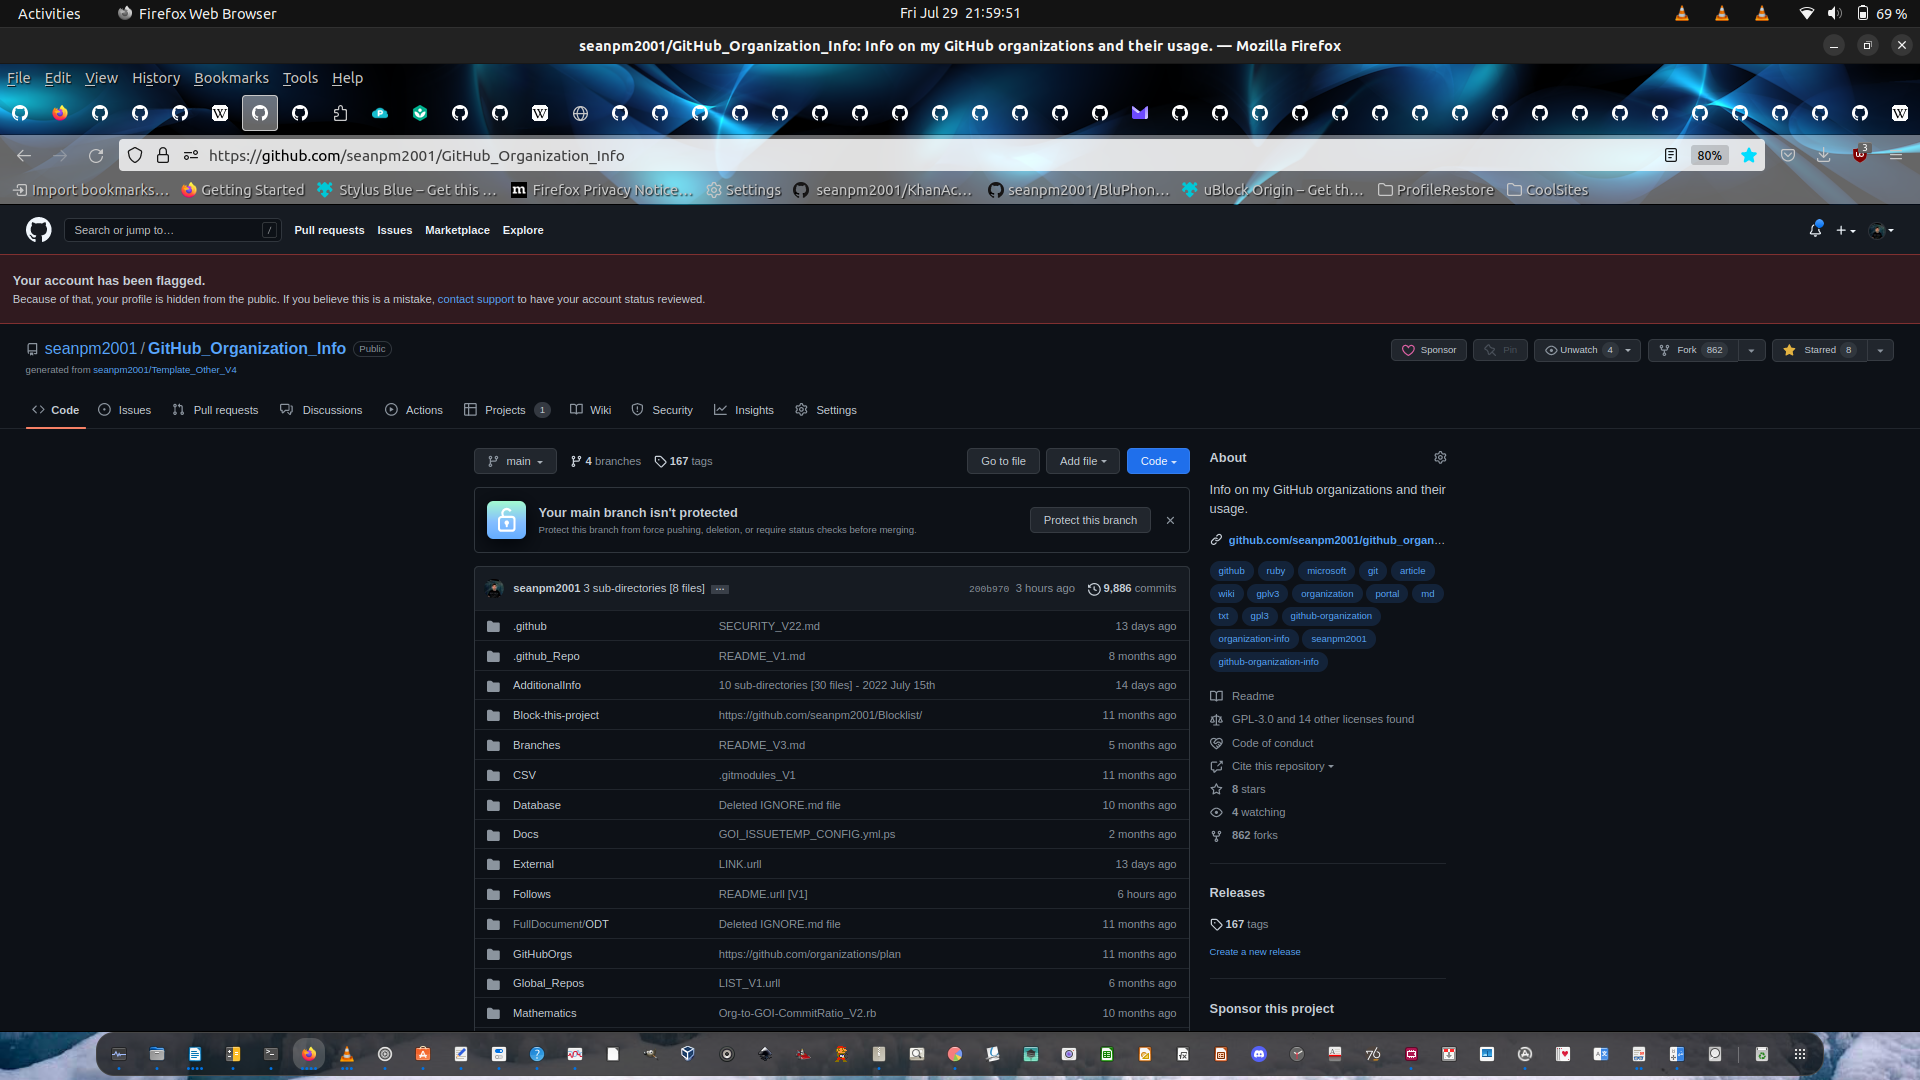 Activities
Firefox Web Browser
Fri Jul 29 21:59:51
69 %
seanpm2001/GitHub_Organization_Info: Info on my GitHub organizations and their usage. — Mozilla Firefox
File Edit View History Bookmarks Tools Help
https://github.com/seanpm2001/GitHub_Organization_Info
80%
3
Import bookmarks… Getting Started Stylus Blue – Get this … Firefox Privacy Notice… Settings seanpm2001/KhanAc… seanpm2001/BluPhon… uBlock Origin – Get th… ProfileRestore CoolSites
Search or jump to… /
Pull requests Issues Marketplace Explore
Your account has been flagged.
Because of that, your profile is hidden from the public. If you believe this is a mistake, contact support to have your account status reviewed.
seanpm2001 / GitHub_Organization_Info Public
Sponsor Pin Unwatch 4 Fork 862 Starred 8
generated from seanpm2001/Template_Other_V4
Code Issues Pull requests Discussions Actions Projects 1 Wiki Security Insights Settings
main 4 branches 167 tags
Go to file Add file Code
Your main branch isn't protected
Protect this branch from force pushing, deletion, or require status checks before merging.
Protect this branch
seanpm2001 3 sub-directories [8 files] … 200b970 3 hours ago 9,886 commits
.github SECURITY_V22.md 13 days ago
.github_Repo README_V1.md 8 months ago
AdditionalInfo 10 sub-directories [30 files] - 2022 July 15th 14 days ago
Block-this-project https://github.com/seanpm2001/Blocklist/ 11 months ago
Branches README_V3.md 5 months ago
CSV .gitmodules_V1 11 months ago
Database Deleted IGNORE.md file 10 months ago
Docs GOI_ISSUETEMP_CONFIG.yml.ps 2 months ago
External LINK.urll 13 days ago
Follows README.urll [V1] 6 hours ago
FullDocument/ODT Deleted IGNORE.md file 11 months ago
GitHubOrgs https://github.com/organizations/plan 11 months ago
Global_Repos LIST_V1.urll 6 months ago
Mathematics Org-to-GOI-CommitRatio_V2.rb 10 months ago
About
Info on my GitHub organizations and their
usage.
github.com/seanpm2001/github_organ…
github ruby microsoft git article
wiki gplv3 organization portal md
txt gpl3 github-organization
organization-info seanpm2001
github-organization-info
Readme
GPL-3.0 and 14 other licenses found
Code of conduct
Cite this repository
8 stars
4 watching
862 forks
Releases
167 tags
Create a new release
Sponsor this project